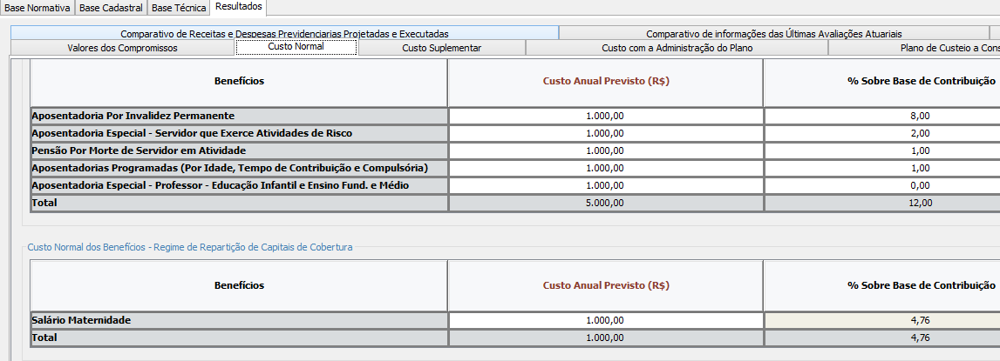 Base Normativa Base Cadastral Base Técnica Resultados
Comparativo de Receitas e Despesas Previdenciarias Projetadas e Executadas Comparativo de informações das Últimas Avaliações Atuariais
Valores dos Compromissos Custo Normal Custo Suplementar Custo com a Administração do Plano Plano de Custeio a Cons
Benefícios Custo Anual Previsto (R$) % Sobre Base de Contribuição
Aposentadoria Por Invalidez Permanente 1.000,00 8,00
Aposentadoria Especial - Servidor que Exerce Atividades de Risco 1.000,00 2,00
Pensão Por Morte de Servidor em Atividade 1.000,00 1,00
Aposentadorias Programadas (Por Idade, Tempo de Contribuição e Compulsória) 1.000,00 1,00
Aposentadoria Especial - Professor - Educação Infantil e Ensino Fund. e Médio 1.000,00 0,00
Total 5.000,00 12,00
Custo Normal dos Benefícios - Regime de Repartição de Capitais de Cobertura
Benefícios Custo Anual Previsto (R$) % Sobre Base de Contribuição
Salário Maternidade 1.000,00 4,76
Total 1.000,00 4,76